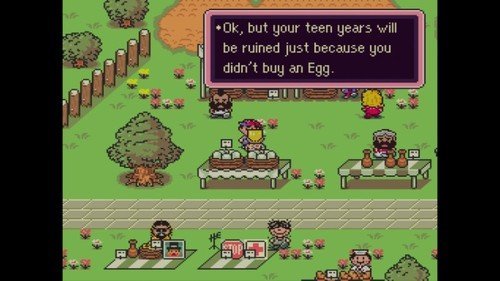 •Ok, but your teen years will
be ruined just because you
didn't buy an Egg.